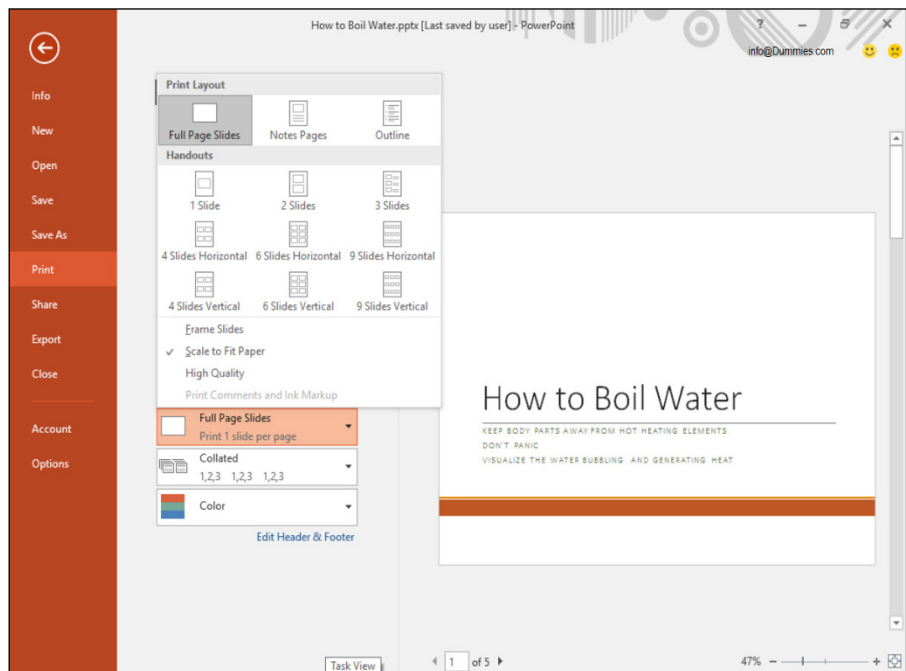 How to Boil Water.pptx [Last saved by user] - PowerPoint
?
info@Dummies.com
Info
New
Open
Save
Save As
Print
Share
Export
Close
Account
Options
Print Layout
Full Page Slides Notes Pages Outline
Handouts
1 Slide 2 Slides 3 Slides
4 Slides Horizontal 6 Slides Horizontal 9 Slides Horizontal
4 Slides Vertical 6 Slides Vertical 9 Slides Vertical
Frame Slides
✓ Scale to Fit Paper
High Quality
Print Comments and Ink Markup
Full Page Slides
Print 1 slide per page
Collated
1,2,3 1,2,3 1,2,3
Color
Edit Header & Footer
How to Boil Water
KEEP BODY PARTS AWAY FROM HOT HEATING ELEMENTS
DON'T PANIC
VISUALIZE THE WATER BUBBLING AND GENERATING HEAT
Task View
1 of 5
47% - +